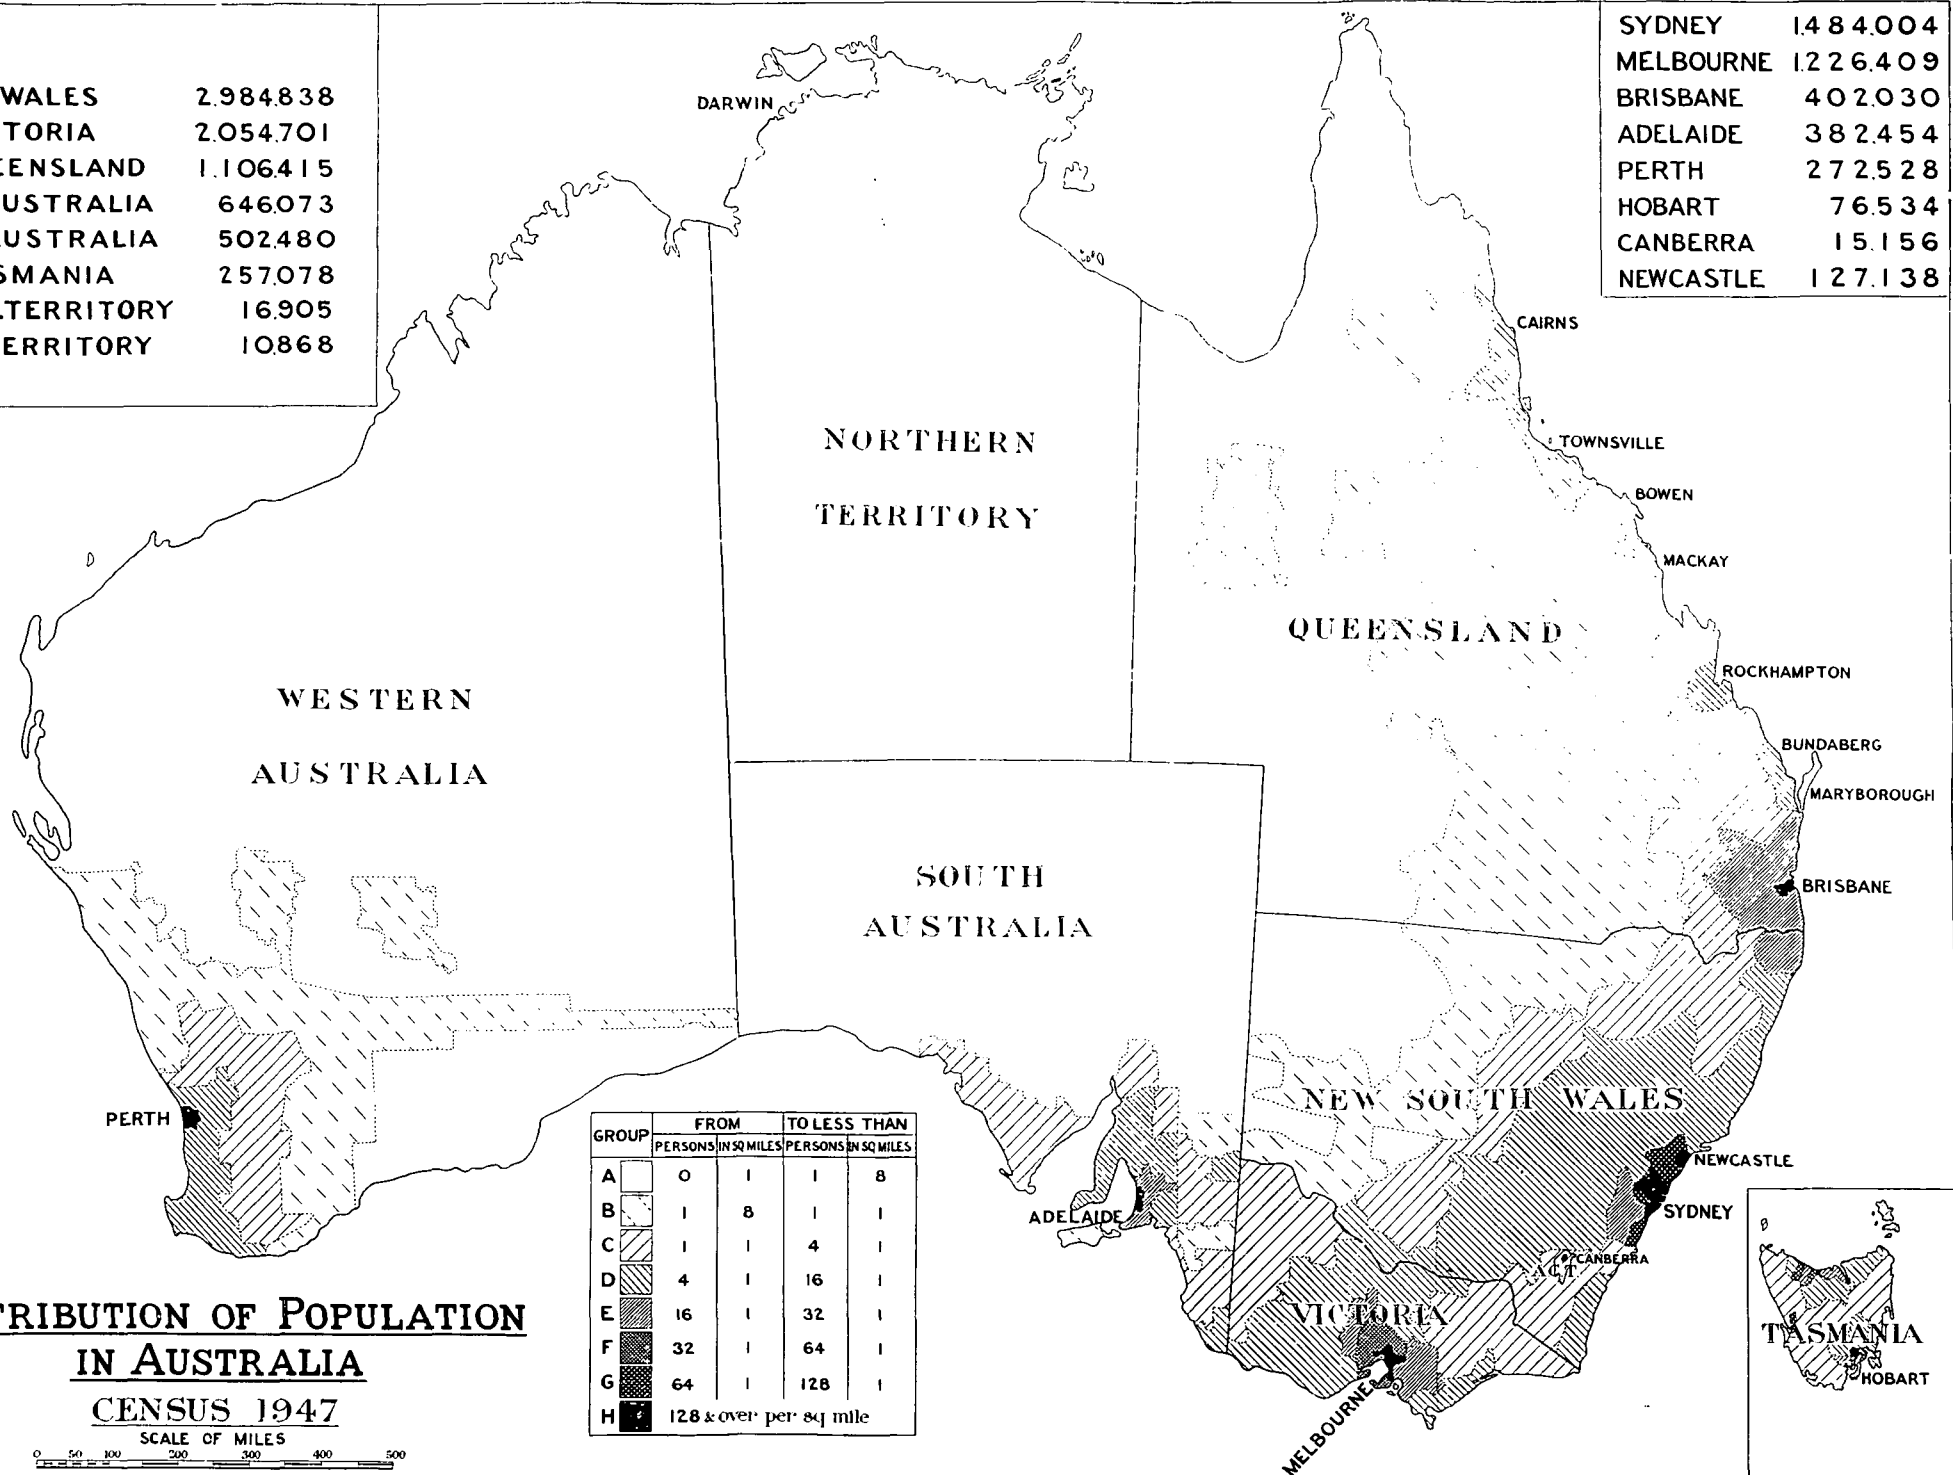 WALES 2.984.838
TORIA 2.054.701
EENSLAND 1.106.415
USTRALIA 646.073
USTRALIA 502.480
SMANIA 257.078
.TERRITORY 16.905
ERRITORY 10.868
SYDNEY 1.484.004
MELBOURNE 1.226.409
BRISBANE 402.030
ADELAIDE 382.454
PERTH 272.528
HOBART 76.534
CANBERRA 15.156
NEWCASTLE 127.138
DARWIN
CAIRNS
NORTHERN
TERRITORY
TOWNSVILLE
BOWEN
MACKAY
QUEENSLAND
ROCKHAMPTON
WESTERN
AUSTRALIA
BUNDABERG
MARYBOROUGH
SOUTH
AUSTRALIA
BRISBANE
PERTH
NEW SOUTH WALES
NEWCASTLE
SYDNEY
ADELAIDE
CANBERRA
A.C.T.
VICTORIA
MELBOURNE
TASMANIA
HOBART
GROUP FROM TO LESS THAN
PERSONS IN SQ MILES PERSONS IN SQ MILES
A 0 1 1 8
B 1 8 1 1
C 1 1 4 1
D 4 1 16 1
E 16 1 32 1
F 32 1 64 1
G 64 1 128 1
H 128 & over per sq mile
TRIBUTION OF POPULATION
IN AUSTRALIA
CENSUS 1947
SCALE OF MILES
0 50 100 200 300 400 500